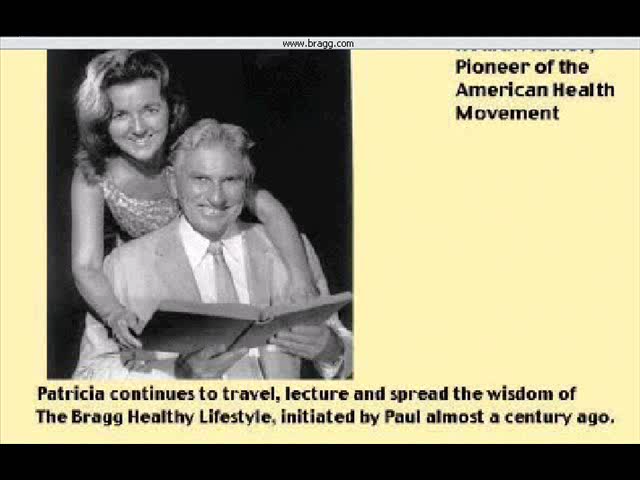 www.bragg.com
Pioneer of the
American Health
Movement
Patricia continues to travel, lecture and spread the wisdom of
The Bragg Healthy Lifestyle, initiated by Paul almost a century ago.